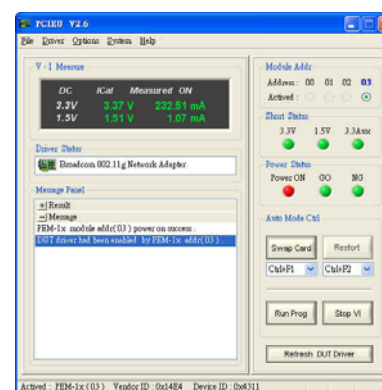 PCIEU V2.6
File Driver Options System Help
V - I Measure
DC ICal Measured ON
3.3V 3.37 V 232.51 mA
1.5V 1.51 V 1.07 mA
Driver Status
Broadcom 802.11g Network Adapter
Message Panel
+| Result
-| Message
PEM-1x module addr( 03 ) power on success .
DUT driver had been enabled by PEM-1x addr( 03 ) .
Module Addr
Address : 00 01 02 03
Actived :
Short Status
3.3V 1.5V 3.3Aux
Power Status
Power ON GO NG
Auto Mode Ctrl
Swap Card Restort
Ctrl+F1 Ctrl+F2
Run Prog Stop VI
Refresh DUT Driver
Actived : PEM-1x ( 03 ) Vendor ID : 0x14E4 Device ID : 0x4311